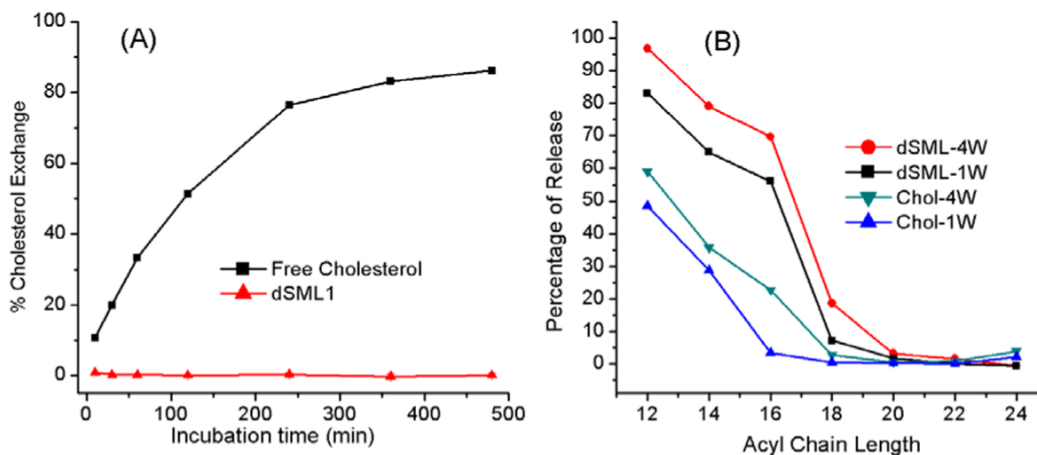 (A)
% Cholesterol Exchange
80
60
40
20
0
Free Cholesterol
dSML1
0 100 200 300 400 500
Incubation time (min)
(B)
Percentage of Release
100
90
80
70
60
50
40
30
20
10
0
dSML-4W
dSML-1W
Chol-4W
Chol-1W
12 14 16 18 20 22 24
Acyl Chain Length